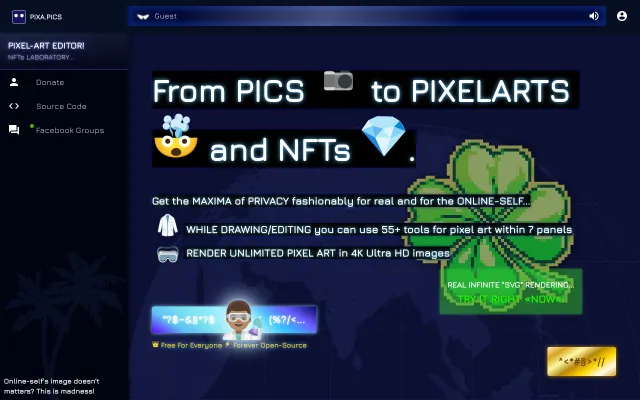 PIXA.PICS
Guest
PIXEL-ART EDITOR!
NFTs LABORATORY...
Donate
Source Code
Facebook Groups
From PICS to PIXELARTS
and NFTs .
Get the MAXIMA of PRIVACY fashionably for real and for the ONLINE-SELF...
WHILE DRAWING/EDITING you can use 55+ tools for pixel art within 7 panels
RENDER UNLIMITED PIXEL ART in 4K Ultra HD images
REAL INFINITE "SVG" RENDERING...
TRY IT RIGHT «NOW»!
Free For Everyone Forever Open-Source
^<*#@>*//
Online-self's image doesn't
matters? This is madness!